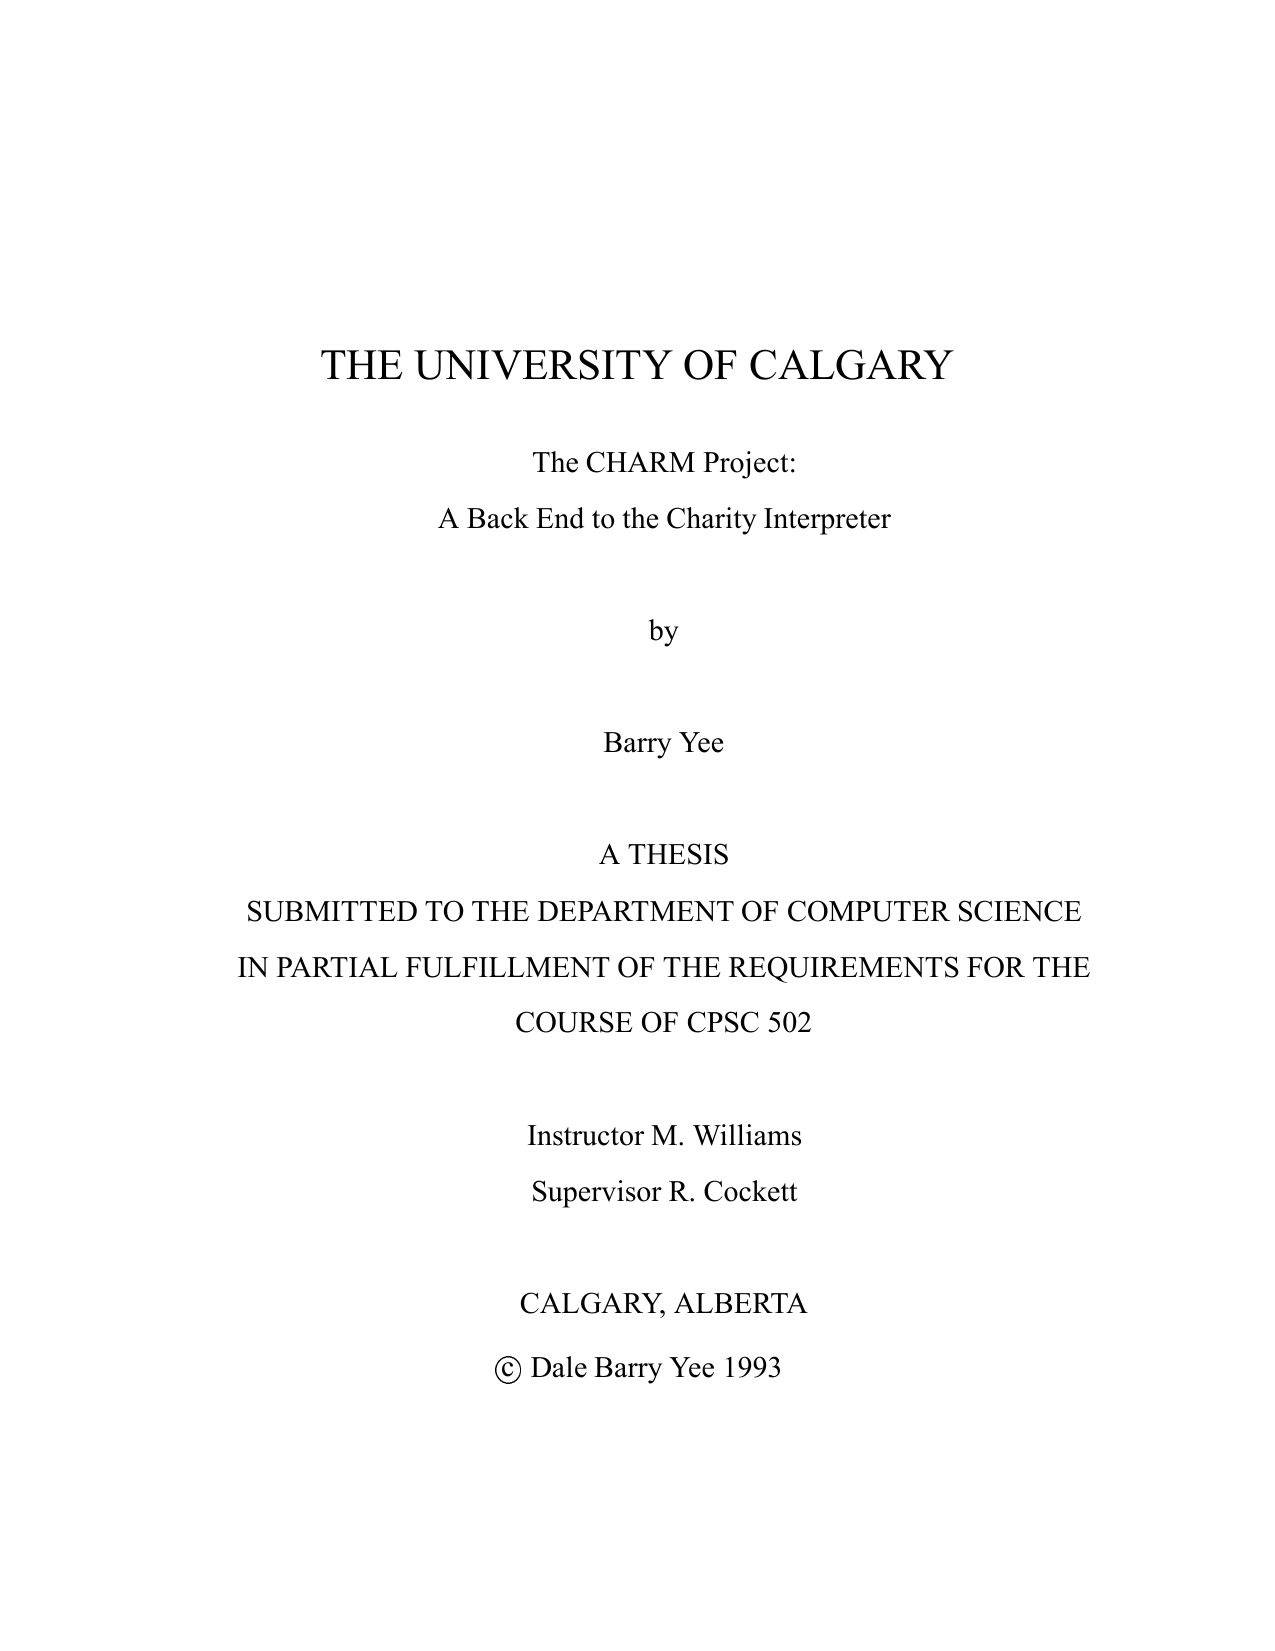 THE UNIVERSITY OF CALGARY
The CHARM Project:
A Back End to the Charity Interpreter
by
Barry Yee
A THESIS
SUBMITTED TO THE DEPARTMENT OF COMPUTER SCIENCE
IN PARTIAL FULFILLMENT OF THE REQUIREMENTS FOR THE
COURSE OF CPSC 502
Instructor M. Williams
Supervisor R. Cockett
CALGARY, ALBERTA
© Dale Barry Yee 1993